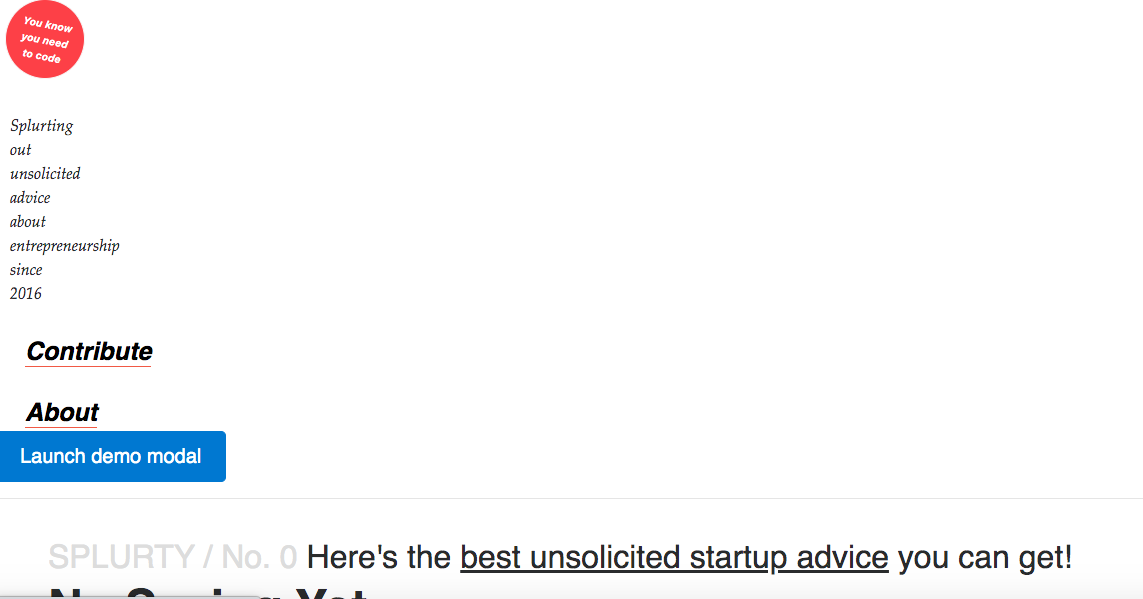 You know
you need
to code
Splurting
out
unsolicited
advice
about
entrepreneurship
since
2016
Contribute
About
Launch demo modal
SPLURTY / No. 0 Here's the best unsolicited startup advice you can get!